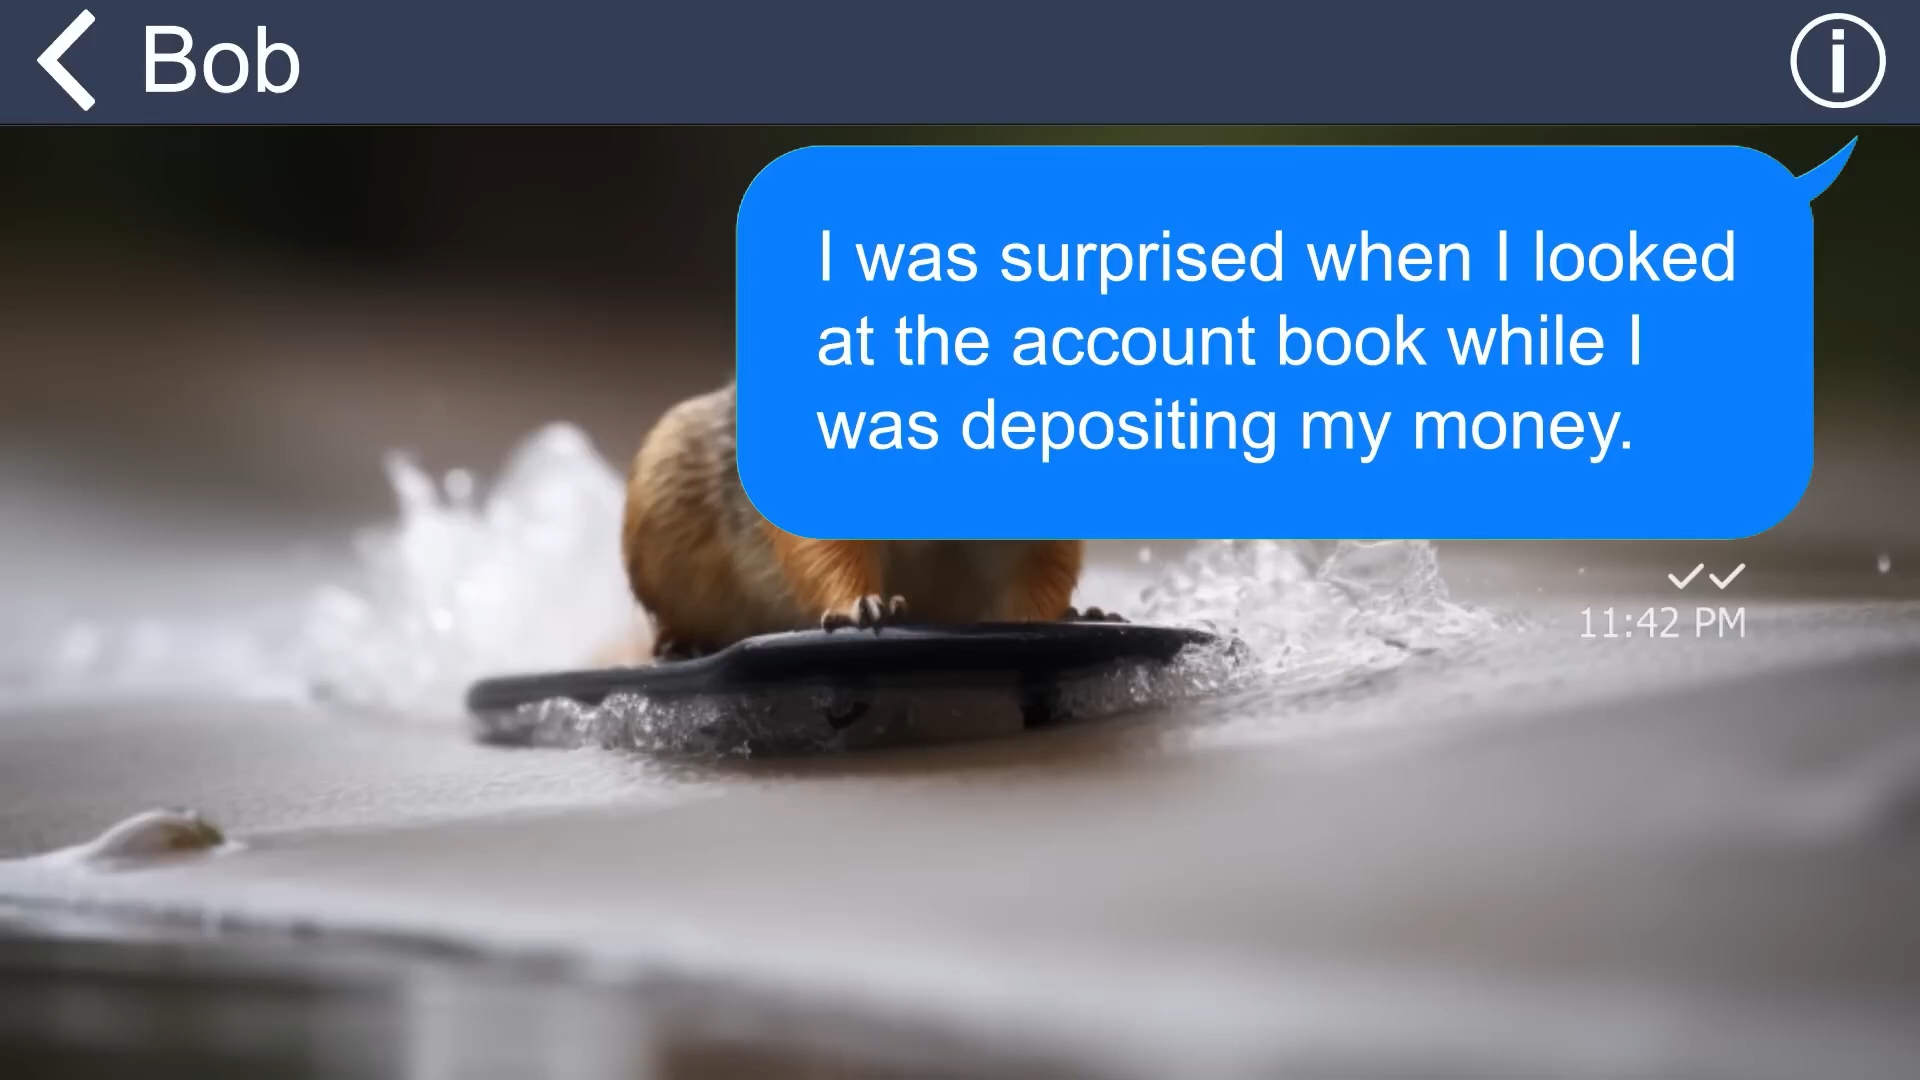 Bob
I was surprised when I looked
at the account book while I
was depositing my money.
11:42 PM